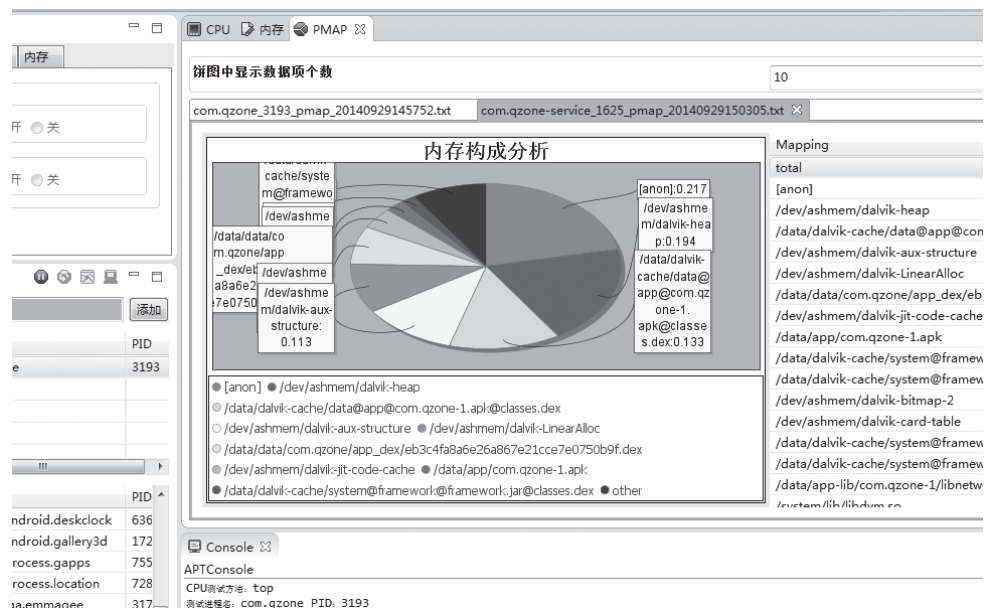 CPU 内存 PMAP
内存
饼图中显示数据项个数
10
开 关
开 关
com.qzone_3193_pmap_20140929145752.txt com.qzone-service_1625_pmap_20140929150305.txt
内存构成分析
cache/syste
m@framewo
/dev/ashme
/data/data/co
m.qzone/app
_dex/eb
a8a6e2
e7e0750
/dev/ashme
/dev/ashme
m/dalvik-aux-
structure:
0.113
[anon]:0.217
/dev/ashme
m/dalvik-hea
p:0.194
/data/dalvik-
cache/data@
app@com.qz
one-1.
apk@classe
s.dex:0.133
[anon] /dev/ashmem/dalvik-heap
/data/dalvik-cache/data@app@com.qzone-1.apk@classes.dex
/dev/ashmem/dalvik-aux-structure /dev/ashmem/dalvik-LinearAlloc
/data/data/com.qzone/app_dex/eb3c4fa8a6e26a867e21cce7e0750b9f.dex
/dev/ashmem/dalvik-jit-code-cache /data/app/com.qzone-1.apk
/data/dalvik-cache/system@framework@framework.jar@classes.dex other
Mapping
total
[anon]
/dev/ashmem/dalvik-heap
/data/dalvik-cache/data@app@com
/dev/ashmem/dalvik-aux-structure
/dev/ashmem/dalvik-LinearAlloc
/data/data/com.qzone/app_dex/eb
/dev/ashmem/dalvik-jit-code-cache
/data/app/com.qzone-1.apk
/data/dalvik-cache/system@framew
/data/dalvik-cache/system@framew
/dev/ashmem/dalvik-bitmap-2
/dev/ashmem/dalvik-card-table
/data/dalvik-cache/system@framew
/data/dalvik-cache/system@framew
/data/app-lib/com.qzone-1/libnetw
/system/lib/libdvm.so
添加
PID
e 3193
PID
ndroid.deskclock 636
ndroid.gallery3d 172
rocess.gapps 755
rocess.location 728
ga.emmagee 317
Console
APTConsole
CPU测试方法: top
测试进程名: com.qzone PID: 3193